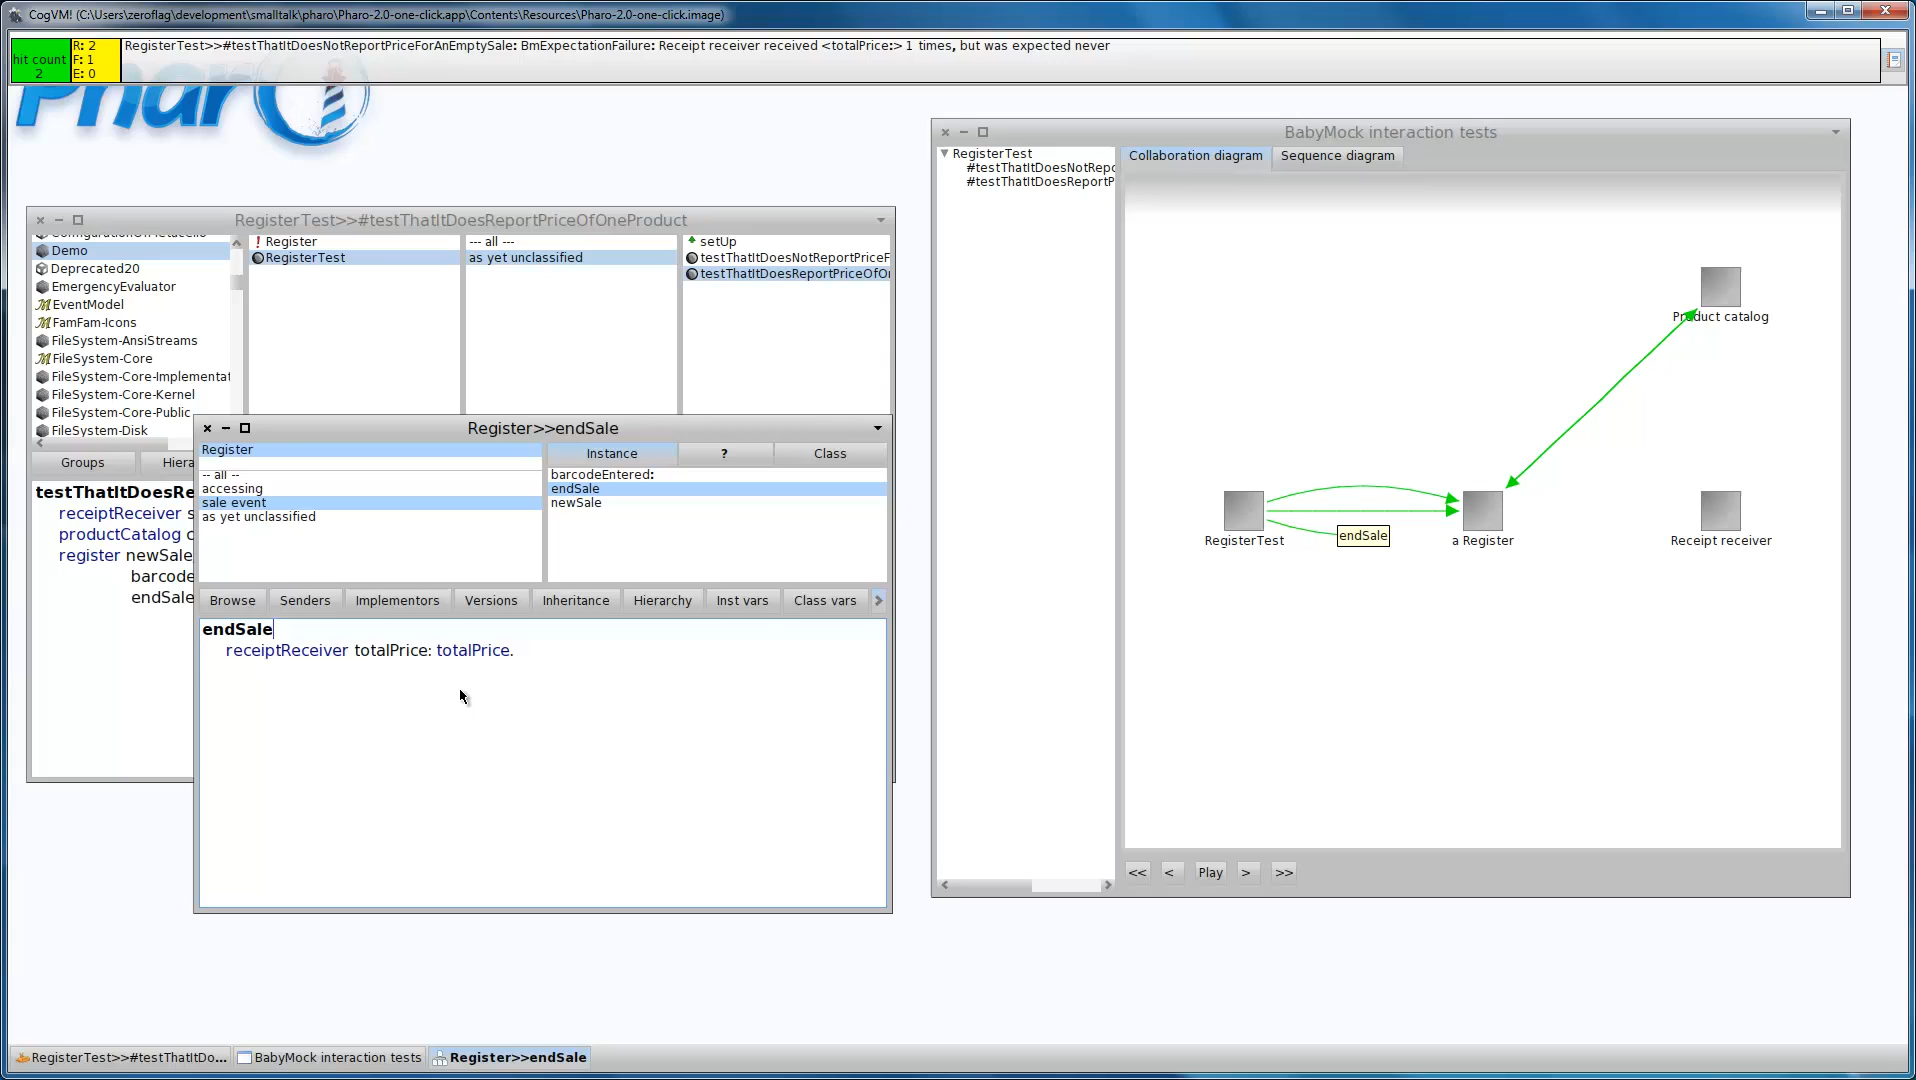 CogVM! (C:\Users\zeroflag\development\smalltalk\pharo\Pharo-2.0-one-click.app\Contents\Resources\Pharo-2.0-one-click.image)
hit count
2
R: 2
F: 1
E: 0
RegisterTest>>#testThatItDoesNotReportPriceForAnEmptySale: BmExpectationFailure: Receipt receiver received <totalPrice:> 1 times, but was expected never
Pharo
RegisterTest>>#testThatItDoesReportPriceOfOneProduct
Demo
Deprecated20
EmergencyEvaluator
EventModel
FamFam-Icons
FileSystem-AnsiStreams
FileSystem-Core
FileSystem-Core-Implementat
FileSystem-Core-Kernel
FileSystem-Core-Public
FileSystem-Disk
Register
RegisterTest
--- all ---
as yet unclassified
setUp
testThatItDoesNotReportPriceF
testThatItDoesReportPriceOfO
Groups
Hiera
testThatItDoesRe
receiptReceiver s
productCatalog c
register newSale
barcode
endSale
Register>>endSale
Register
-- all --
accessing
sale event
as yet unclassified
Instance
?
Class
barcodeEntered:
endSale
newSale
Browse
Senders
Implementors
Versions
Inheritance
Hierarchy
Inst vars
Class vars
>
endSale
receiptReceiver totalPrice: totalPrice.
BabyMock interaction tests
RegisterTest
#testThatItDoesNotRepo
#testThatItDoesReportP
Collaboration diagram
Sequence diagram
Product catalog
RegisterTest
endSale
a Register
Receipt receiver
<<
<
Play
>
>>
RegisterTest>>#testThatItDo...
BabyMock interaction tests
Register>>endSale